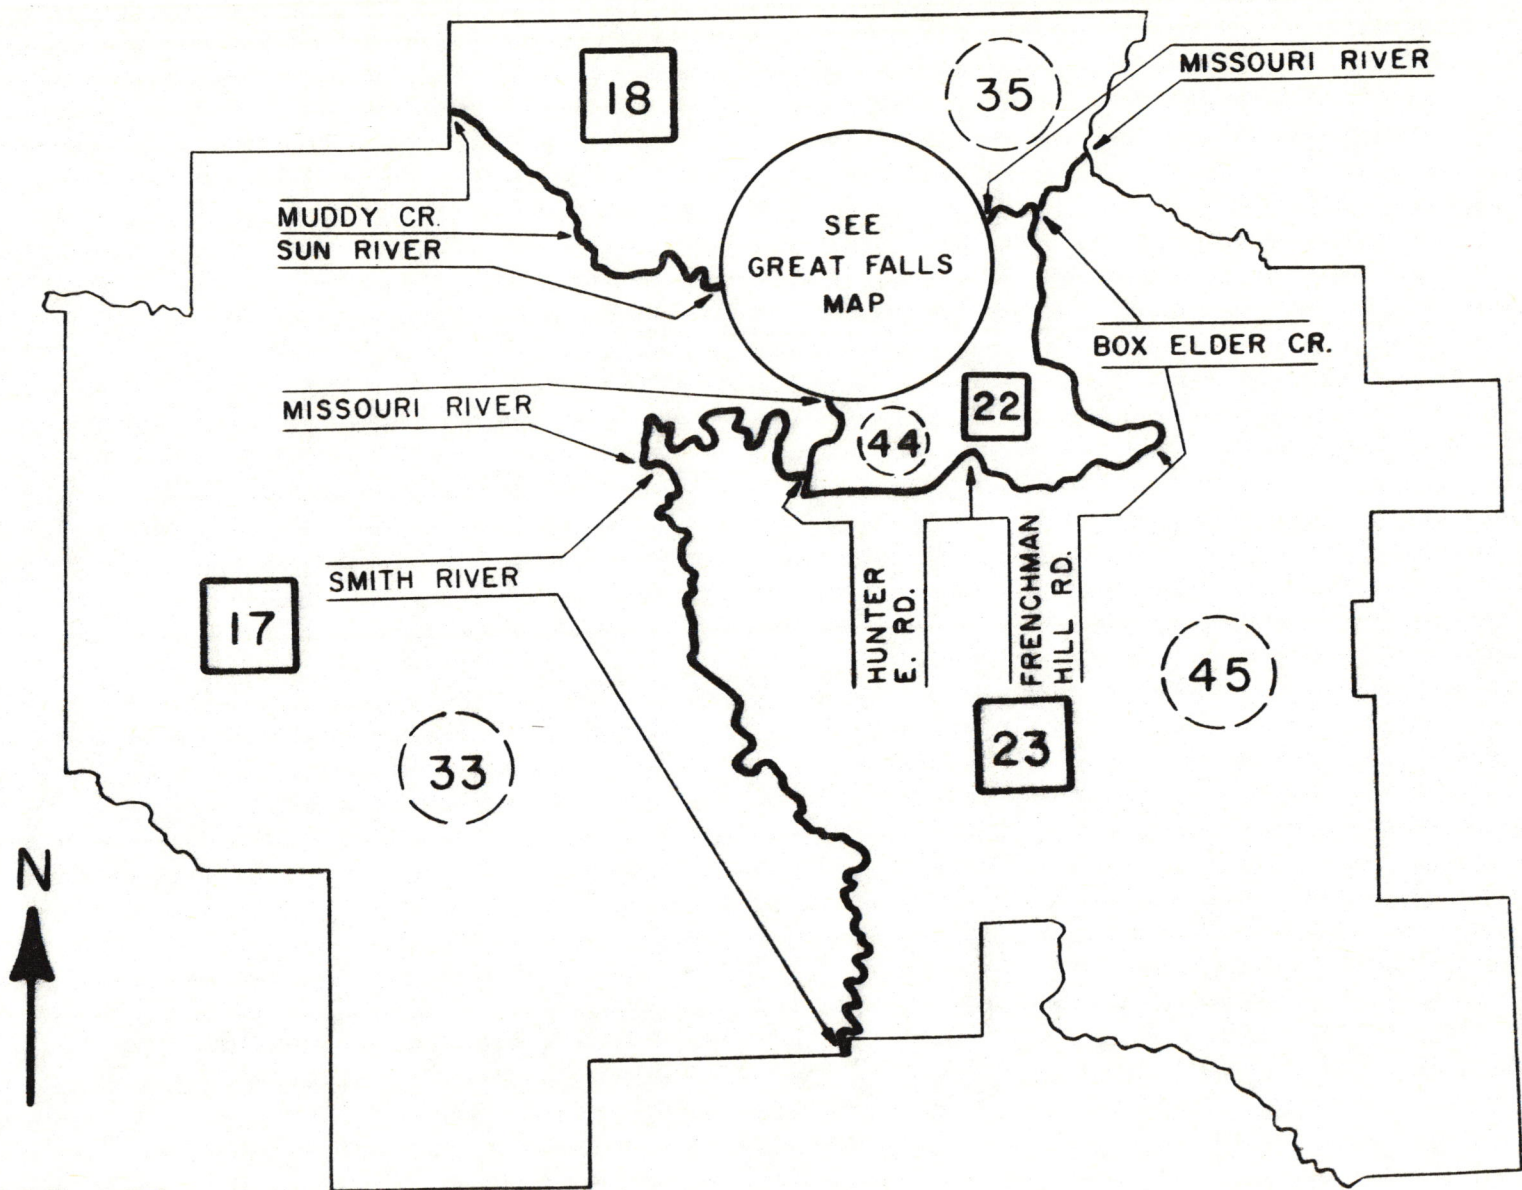 18
35
MISSOURI RIVER
MUDDY CR.
SUN RIVER
SEE
GREAT FALLS
MAP
BOX ELDER CR.
MISSOURI RIVER
22
44
SMITH RIVER
17
HUNTER
E. RD.
FRENCHMAN
HILL RD.
45
33
23
N